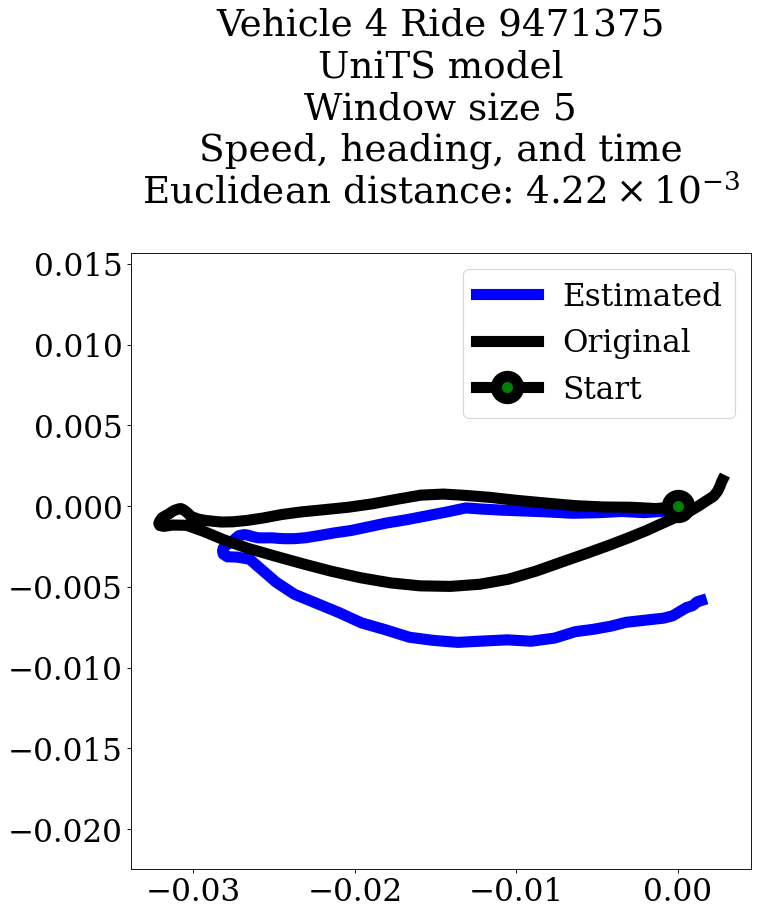 Vehicle 4 Ride 9471375
UniTS model
Window size 5
Speed, heading, and time
Euclidean distance: 4.22 × 10⁻³
Estimated
Original
Start
0.015
0.010
0.005
0.000
−0.005
−0.010
−0.015
−0.020
−0.03 −0.02 −0.01 0.00